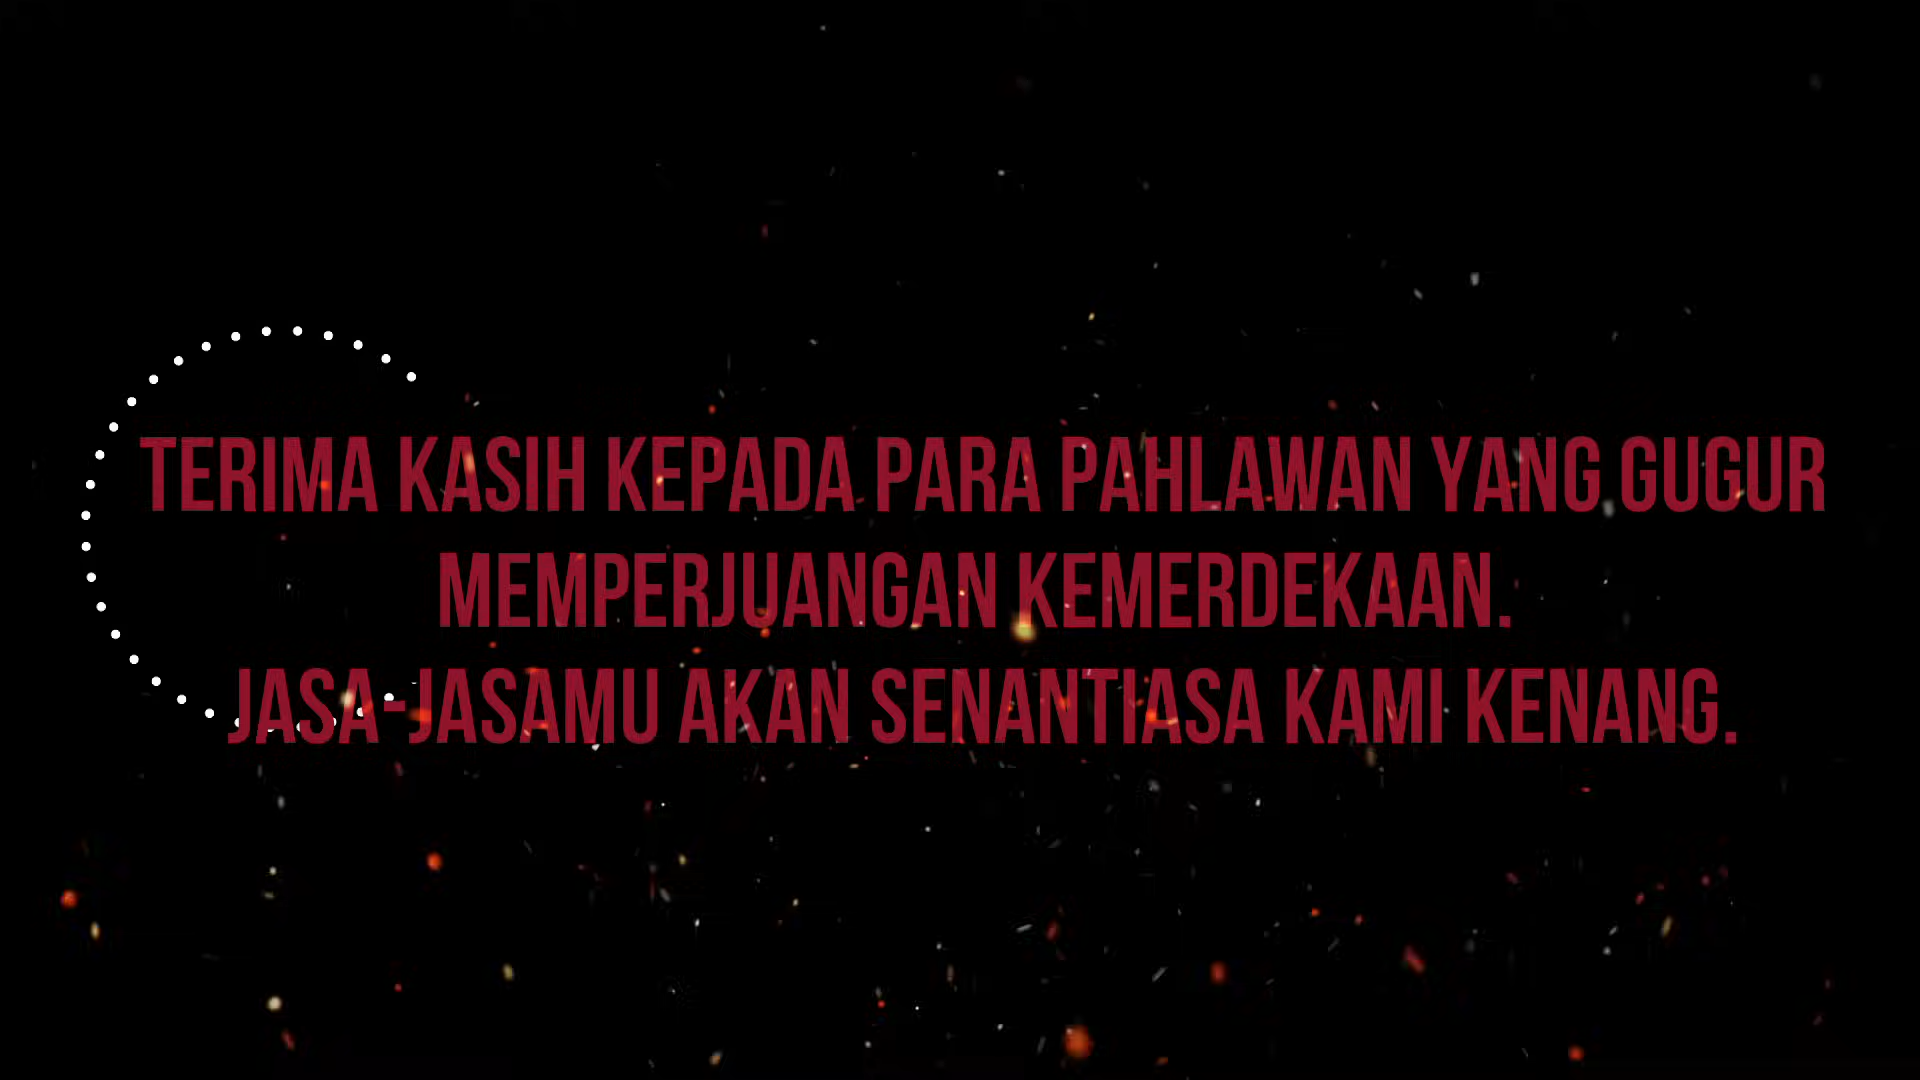 TERIMA KASIH KEPADA PARA PAHLAWAN YANG GUGUR
MEMPERJUANGAN KEMERDEKAAN.
JASA-JASAMU AKAN SENANTIASA KAMI KENANG.